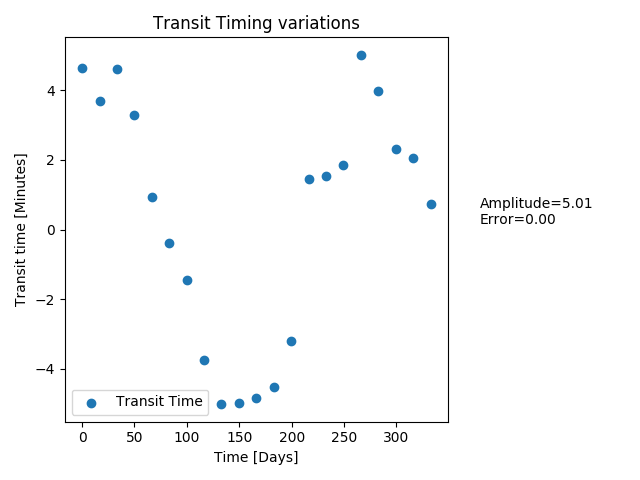 Transit Timing variations
Transit time [Minutes]
4
2
0
−2
−4
Transit Time
0 50 100 150 200 250 300
Time [Days]
Amplitude=5.01
Error=0.00